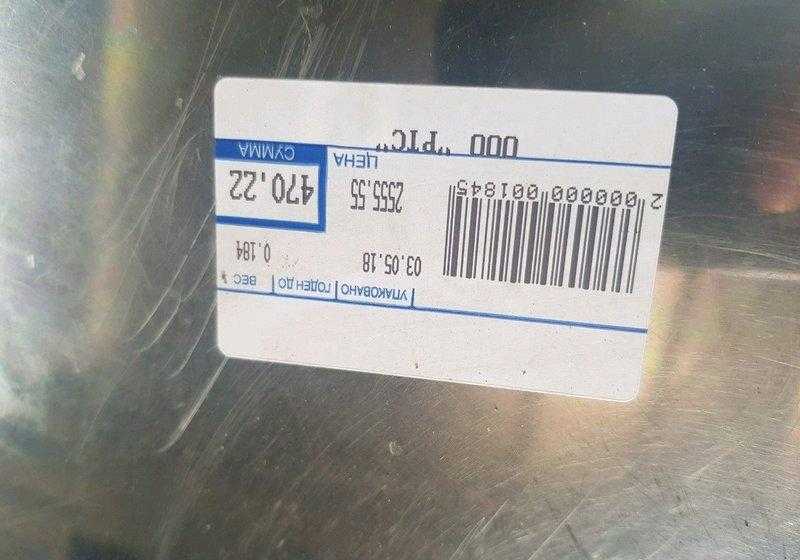 УПАКОВАНО ГОДЕН ДО ВЕС
03.05.18 0.184
2555.55 470.22
2 000000 001845
ЦЕНА СУММА
ООО "РТС"